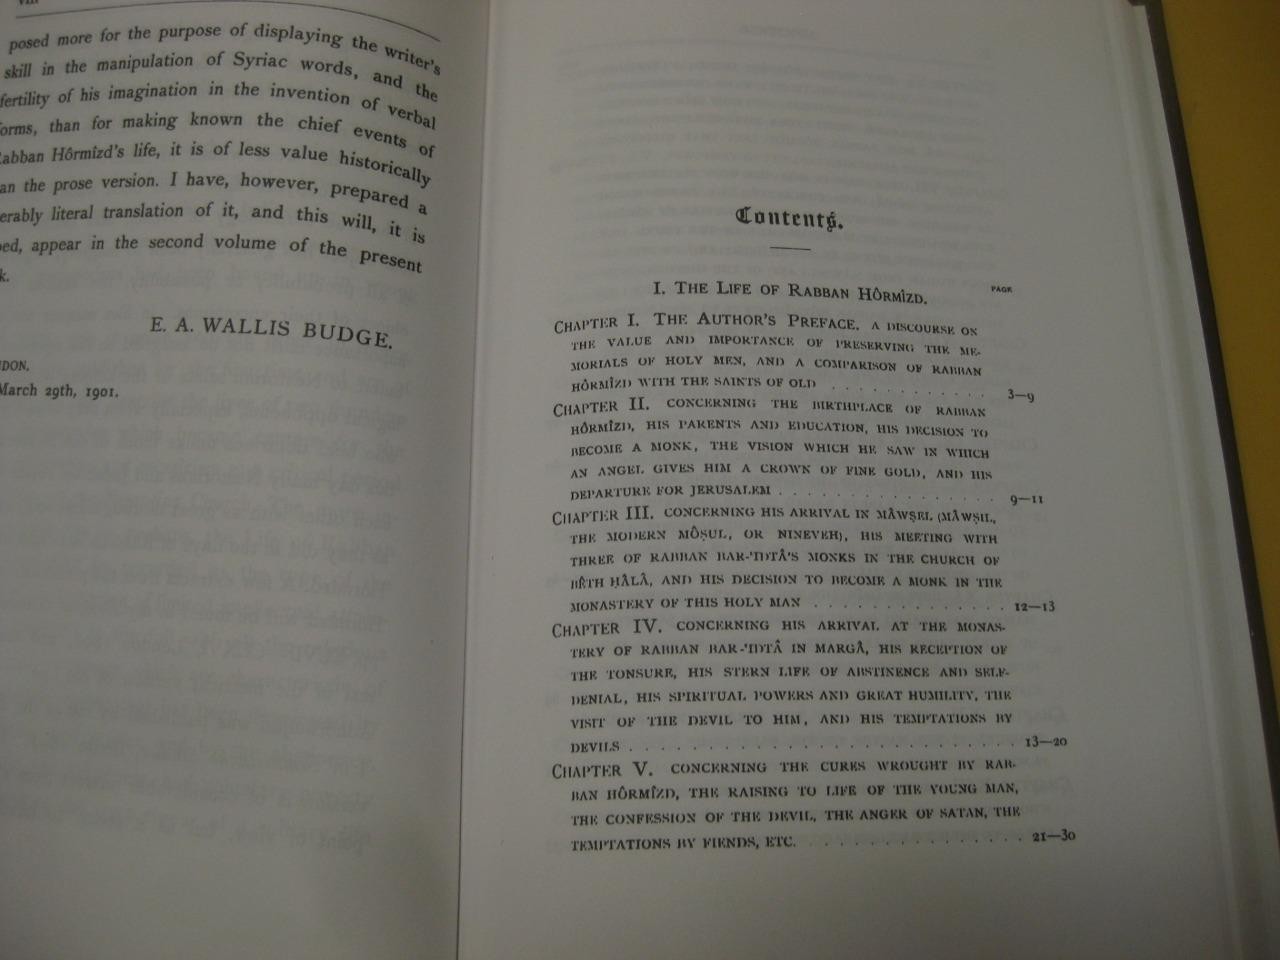 viii
posed more for the purpose of displaying the writer's
skill in the manipulation of Syriac words, and the
fertility of his imagination in the invention of verbal
forms, than for making known the chief events of
Rabban Hôrmîzd's life, it is of less value historically
than the prose version. I have, however, prepared a
erably literal translation of it, and this will, it is
ped, appear in the second volume of the present
k.
E. A. WALLIS BUDGE.
NDON,
March 29th, 1901.
Contents.
I. THE LIFE OF RABBAN HÔRMÎZD.
PAGE
CHAPTER I. THE AUTHOR'S PREFACE. A DISCOURSE ON
THE VALUE AND IMPORTANCE OF PRESERVING THE ME-
MORIALS OF HOLY MEN, AND A COMPARISON OF RABBAN
HÔRMÎZD WITH THE SAINTS OF OLD . . . . . . . . . . 3—9
CHAPTER II. CONCERNING THE BIRTHPLACE OF RABBAN
HÔRMÎZD, HIS PARENTS AND EDUCATION, HIS DECISION TO
BECOME A MONK, THE VISION WHICH HE SAW IN WHICH
AN ANGEL GIVES HIM A CROWN OF FINE GOLD, AND HIS
DEPARTURE FOR JERUSALEM . . . . . . . . . . . . . 9—11
CHAPTER III. CONCERNING HIS ARRIVAL IN MÂWṢEL (MÂWṢIL,
THE MODERN MÔṢUL, OR NINEVEH), HIS MEETING WITH
THREE OF RABBAN BAR-'IDTÂ'S MONKS IN THE CHURCH OF
BÊTH ḤÂLÂ, AND HIS DECISION TO BECOME A MONK IN THE
MONASTERY OF THIS HOLY MAN . . . . . . . . . . . . 12—13
CHAPTER IV. CONCERNING HIS ARRIVAL AT THE MONAS-
TERY OF RABBAN BAR-'IDTÂ IN MARGÂ, HIS RECEPTION OF
THE TONSURE, HIS STERN LIFE OF ABSTINENCE AND SELF-
DENIAL, HIS SPIRITUAL POWERS AND GREAT HUMILITY, THE
VISIT OF THE DEVIL TO HIM, AND HIS TEMPTATIONS BY
DEVILS . . . . . . . . . . . . . . . . . . . . . 13—20
CHAPTER V. CONCERNING THE CURES WROUGHT BY RAB-
BAN HÔRMÎZD, THE RAISING TO LIFE OF THE YOUNG MAN,
THE CONFESSION OF THE DEVIL, THE ANGER OF SATAN, THE
TEMPTATIONS BY FIENDS, ETC. . . . . . . . . . . . . 21—30